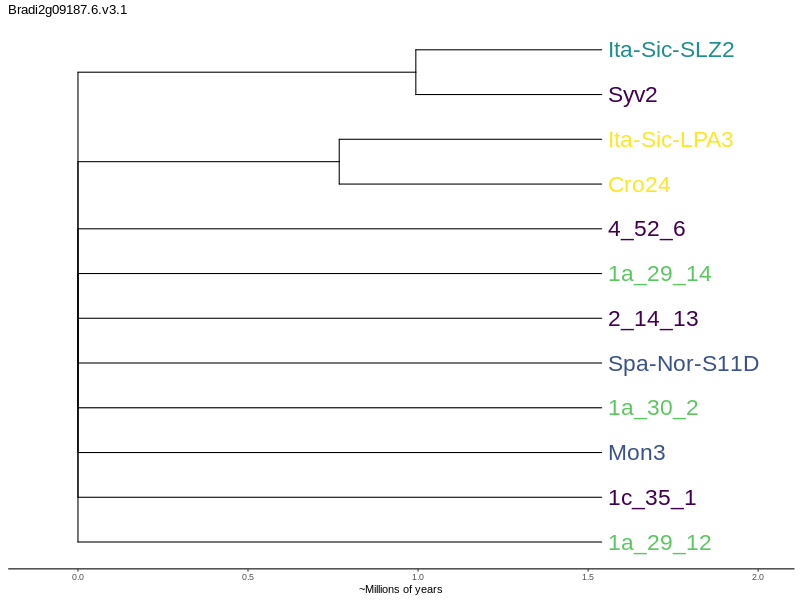 Bradi2g09187.6.v3.1
Ita-Sic-SLZ2
Syv2
Ita-Sic-LPA3
Cro24
4_52_6
1a_29_14
2_14_13
Spa-Nor-S11D
1a_30_2
Mon3
1c_35_1
1a_29_12
0.0 0.5 1.0 1.5 2.0
~Millions of years